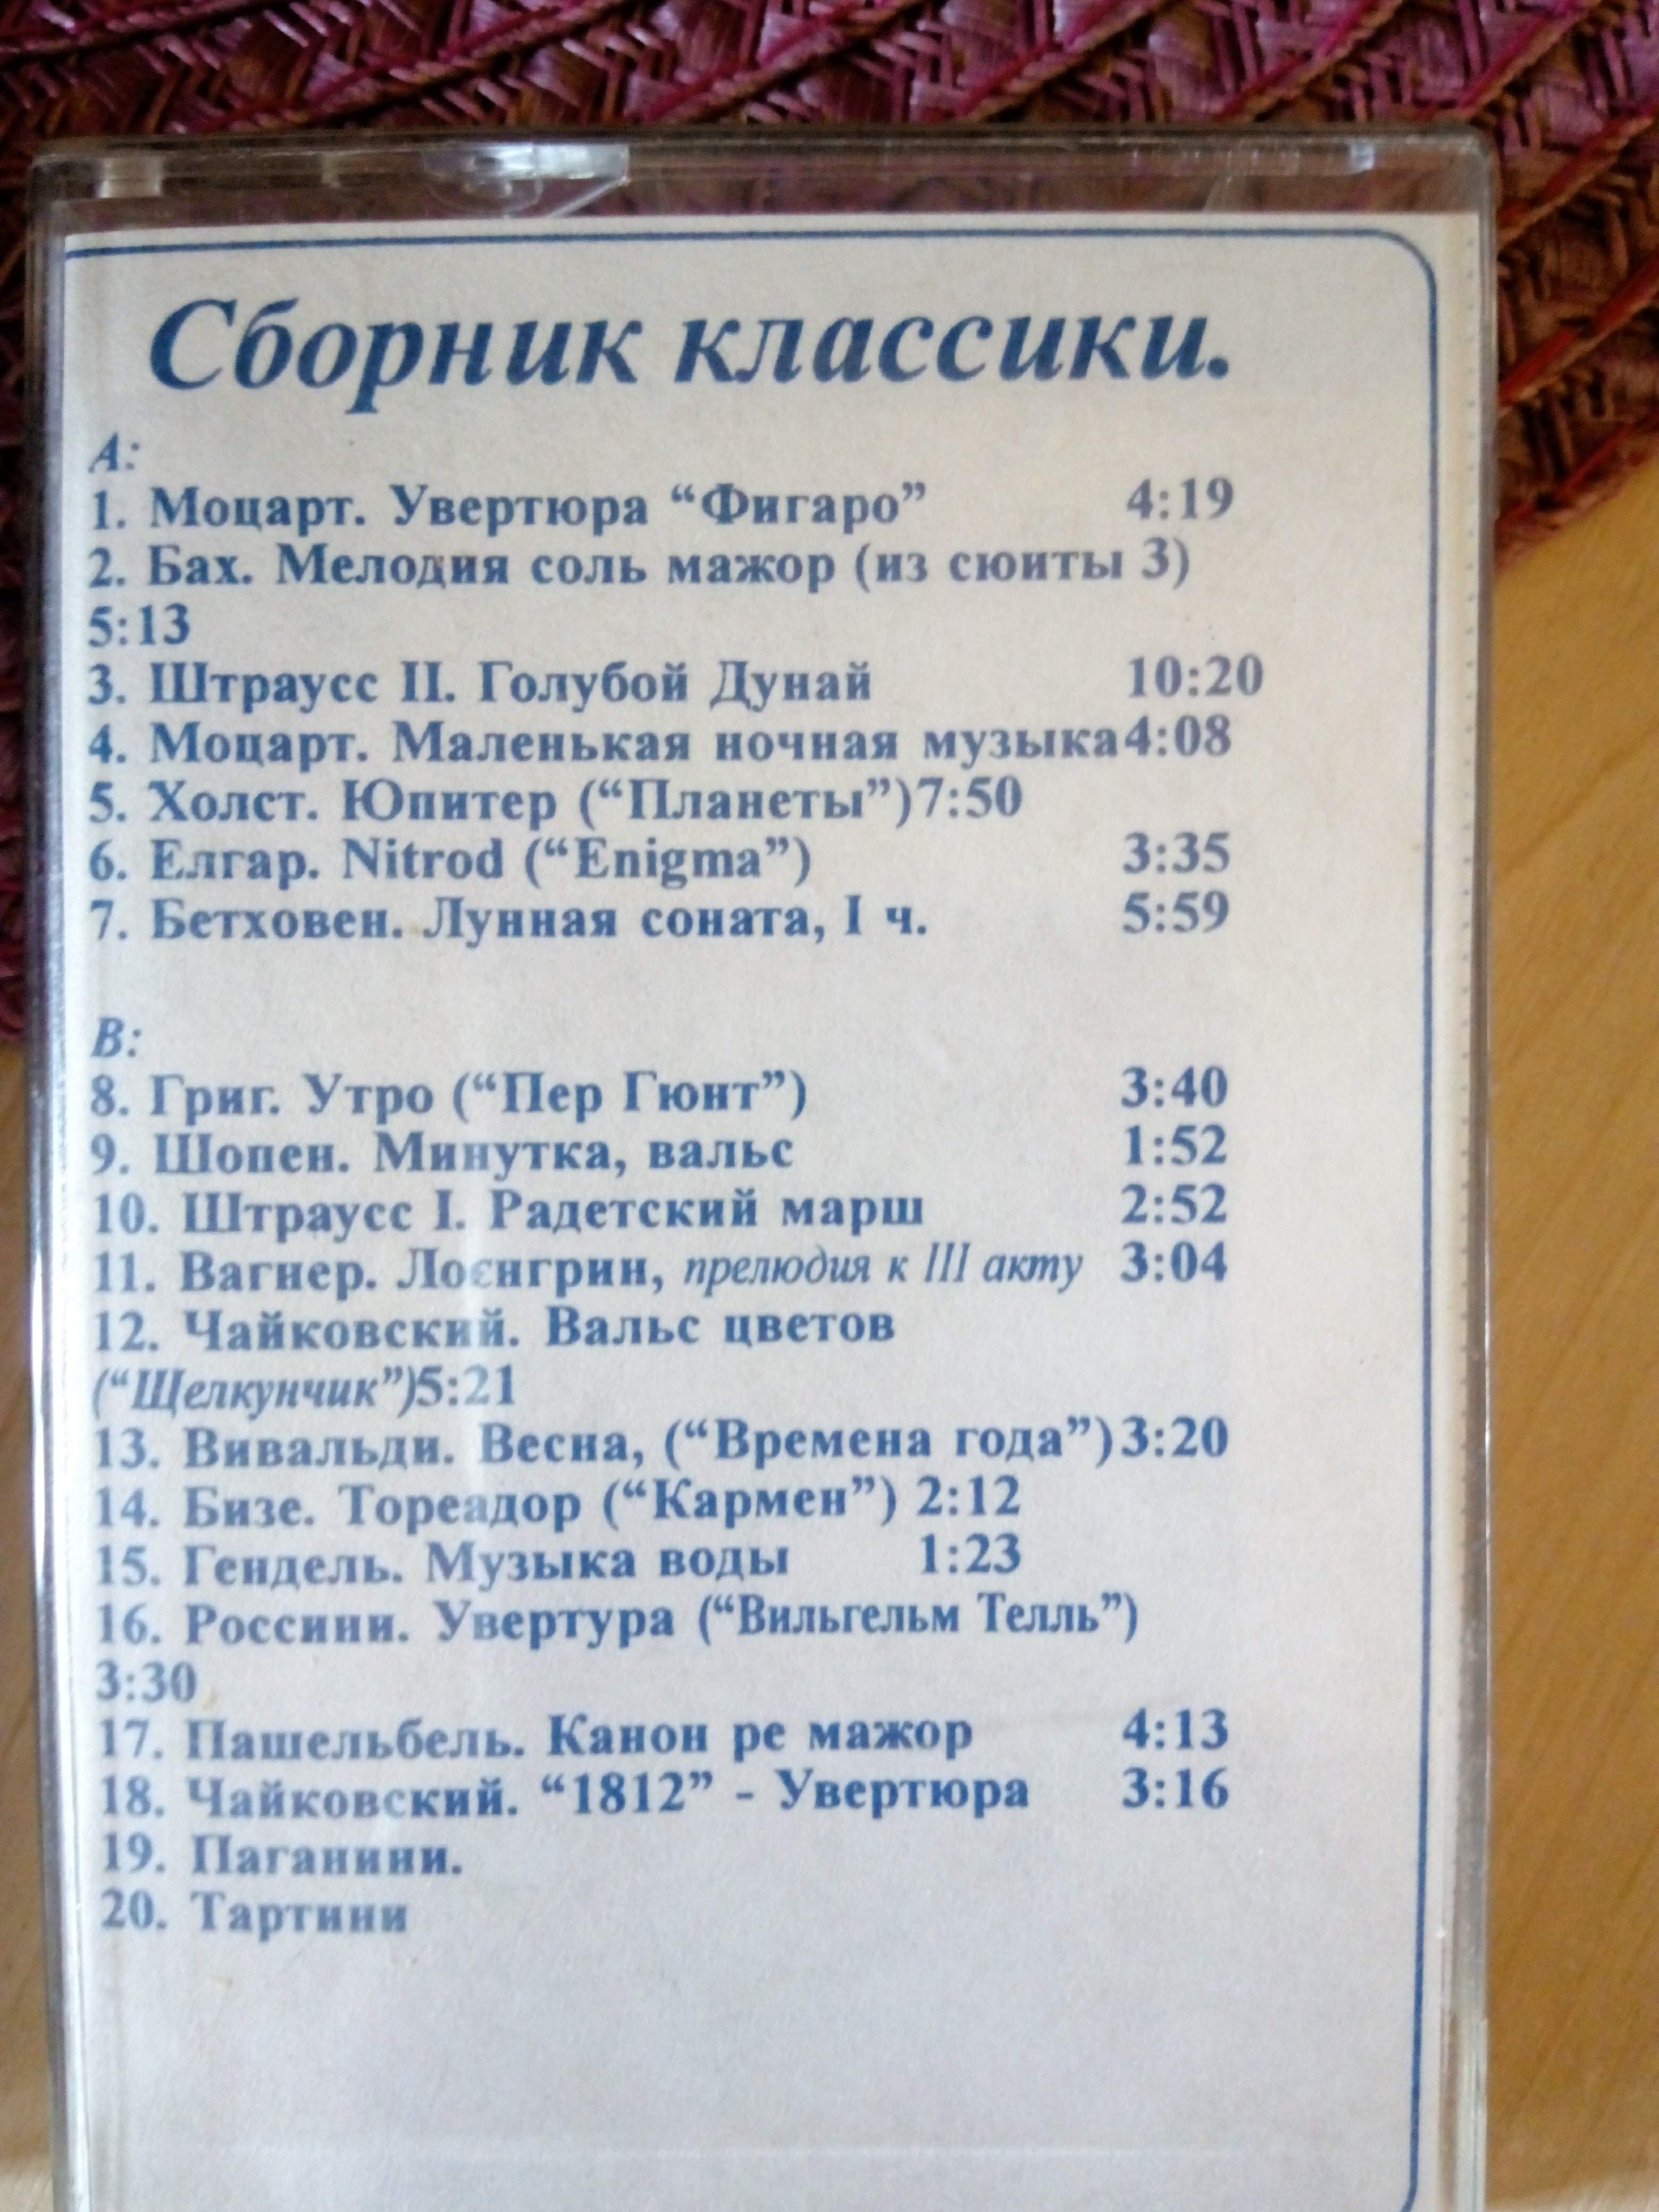 Сборник классики.
А:
1. Моцарт. Увертюра “Фигаро” 4:19
2. Бах. Мелодия соль мажор (из сюиты 3)
5:13
3. Штраусс II. Голубой Дунай 10:20
4. Моцарт. Маленькая ночная музыка4:08
5. Холст. Юпитер (“Планеты”)7:50
6. Елгар. Nitrod (“Enigma”) 3:35
7. Бетховен. Лунная соната, I ч. 5:59
В:
8. Григ. Утро (“Пер Гюнт”) 3:40
9. Шопен. Минутка, вальс 1:52
10. Штраусс I. Радетский марш 2:52
11. Вагнер. Лоєнгрин, прелюдия к III акту 3:04
12. Чайковский. Вальс цветов
(“Щелкунчик”)5:21
13. Вивальди. Весна, (“Времена года”)3:20
14. Бизе. Тореадор (“Кармен”) 2:12
15. Гендель. Музыка воды 1:23
16. Россини. Увертура (“Вильгельм Телль”)
3:30
17. Пашельбель. Канон ре мажор 4:13
18. Чайковский. “1812” - Увертюра 3:16
19. Паганини.
20. Тартини